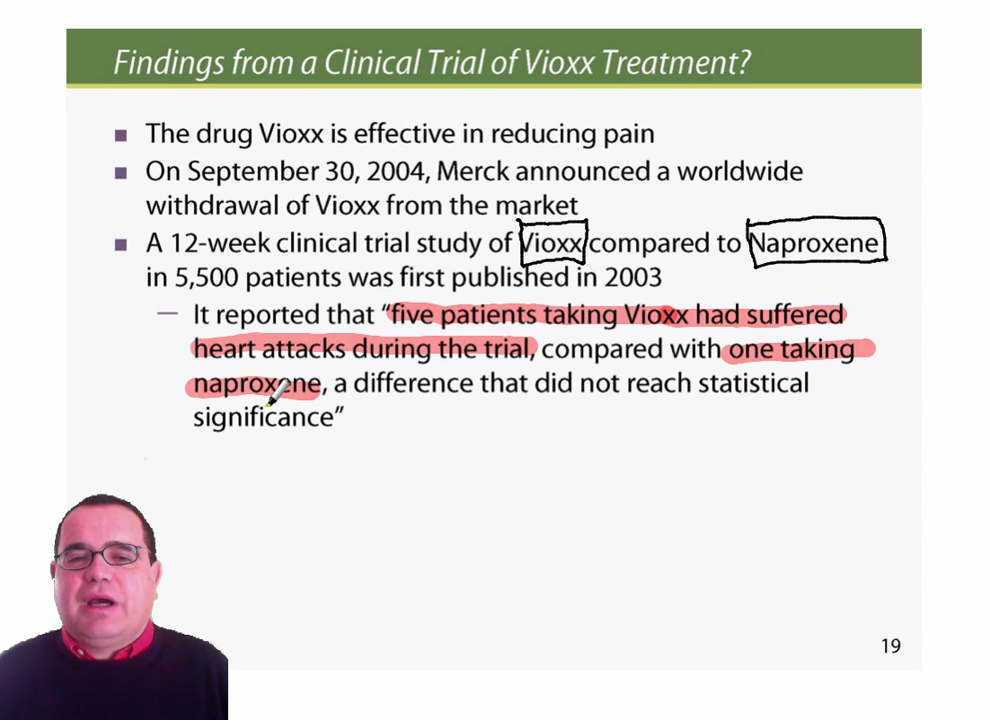 Findings from a Clinical Trial of Vioxx Treatment?
The drug Vioxx is effective in reducing pain
On September 30, 2004, Merck announced a worldwide
withdrawal of Vioxx from the market
A 12-week clinical trial study of Vioxx compared to Naproxene
in 5,500 patients was first published in 2003
— It reported that “five patients taking Vioxx had suffered
heart attacks during the trial, compared with one taking
naproxene, a difference that did not reach statistical
significance”
19